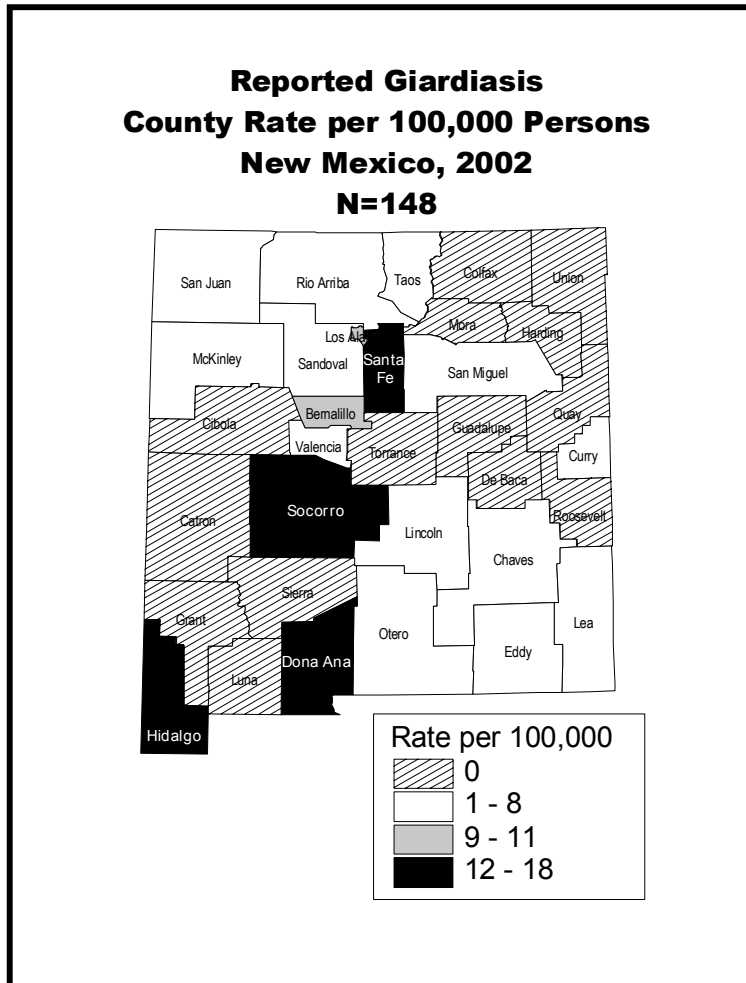 Reported Giardiasis
County Rate per 100,000 Persons
New Mexico, 2002
N=148
San Juan
Rio Arriba
Taos
Colfax
Union
Mora
Harding
Los Ala
McKinley
Sandoval
Santa
Fe
San Miguel
Quay
Bernalillo
Cibola
Guadalupe
Valencia
Torrance
Curry
De Baca
Socorro
Roosevelt
Catron
Lincoln
Chaves
Sierra
Grant
Otero
Lea
Eddy
Dona Ana
Luna
Hidalgo
Rate per 100,000
0
1 - 8
9 - 11
12 - 18